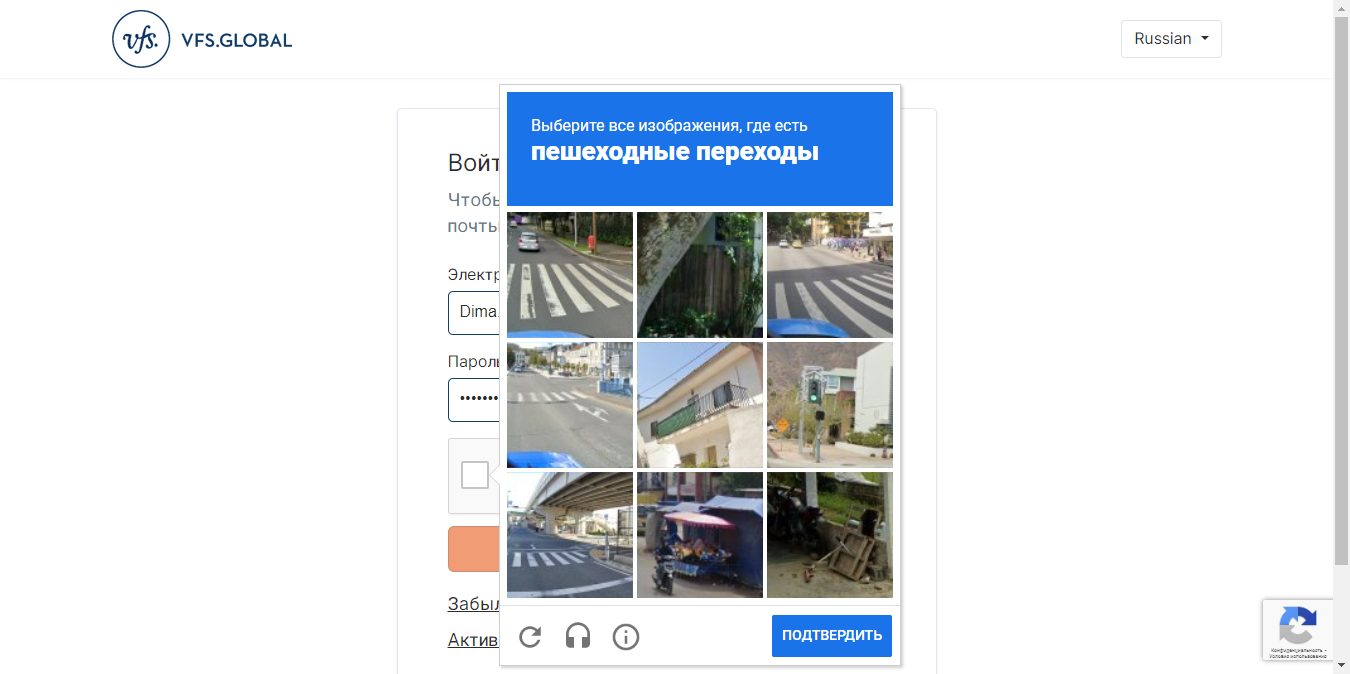 vfs. VFS.GLOBAL
Russian
Войт
Чтобы
почты
Электр
Dima.
Пароль
Забыл
Актив
Выберите все изображения, где есть
пешеходные переходы
ПОДТВЕРДИТЬ
Конфиденциальность -
Условия использования